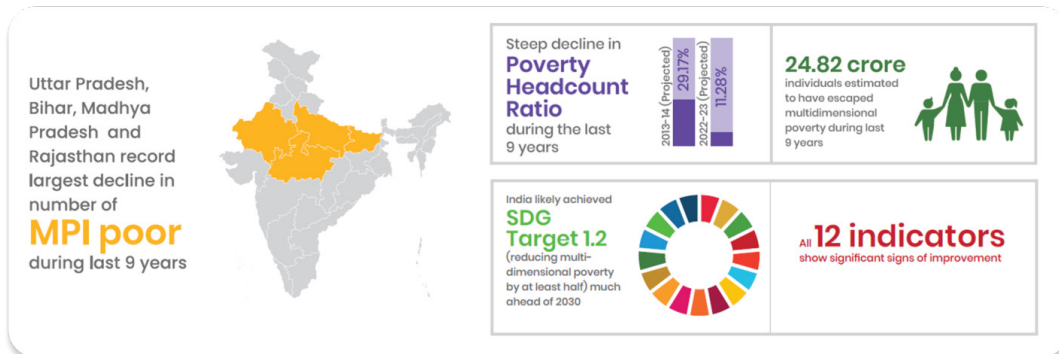 Uttar Pradesh,
Bihar, Madhya
Pradesh and
Rajasthan record
largest decline in
number of
MPI poor
during last 9 years
Steep decline in
Poverty
Headcount
Ratio
during the last
9 years
2013-14 (Projected)
29.17%
2022-23 (Projected)
11.28%
24.82 crore
individuals estimated
to have escaped
multidimensional
poverty during last
9 years
India likely achieved
SDG
Target 1.2
(reducing multi-
dimensional poverty
by at least half) much
ahead of 2030
All 12 indicators
show significant signs of improvement